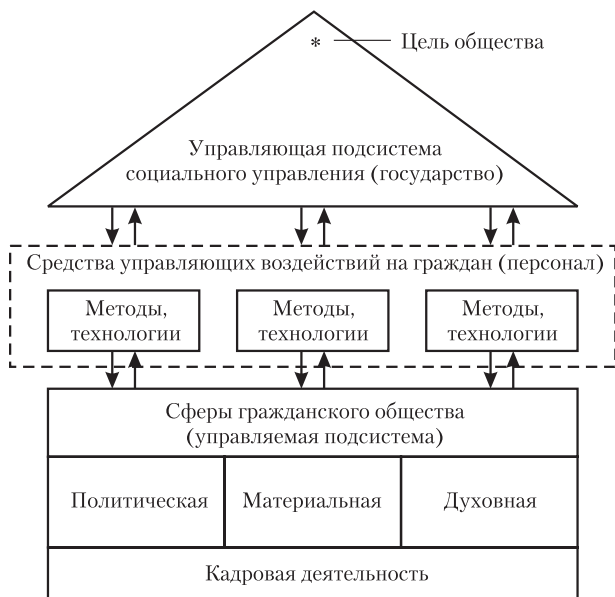 * Цель общества
Управляющая подсистема
социального управления (государство)
Средства управляющих воздействий на граждан (персонал)
Методы,
технологии
Методы,
технологии
Методы,
технологии
Сферы гражданского общества
(управляемая подсистема)
Политическая
Материальная
Духовная
Кадровая деятельность